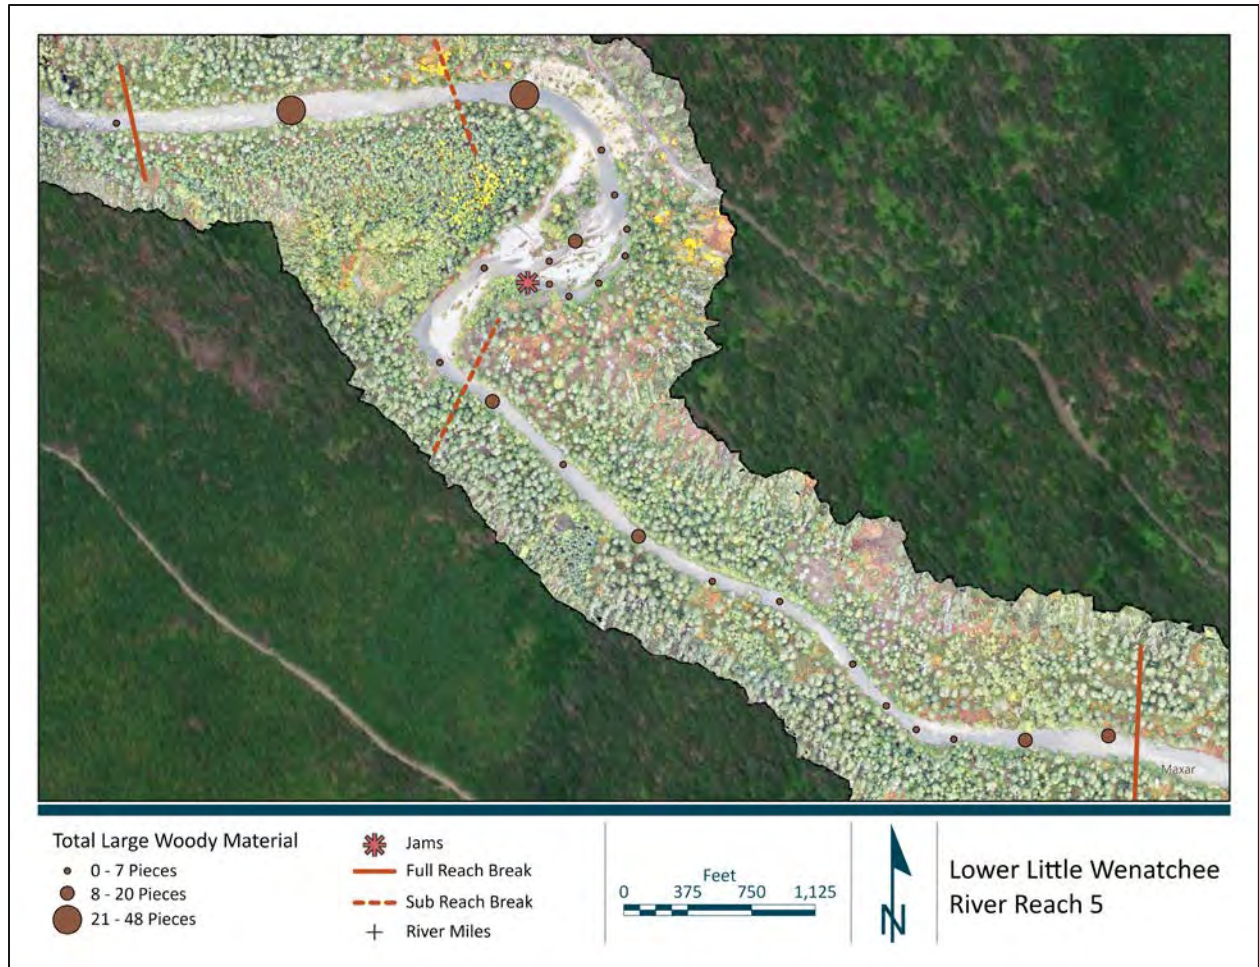 Maxar
Total Large Woody Material
0 - 7 Pieces
8 - 20 Pieces
21 - 48 Pieces
Jams
Full Reach Break
Sub Reach Break
River Miles
Feet
0 375 750 1,125
N
Lower Little Wenatchee
River Reach 5